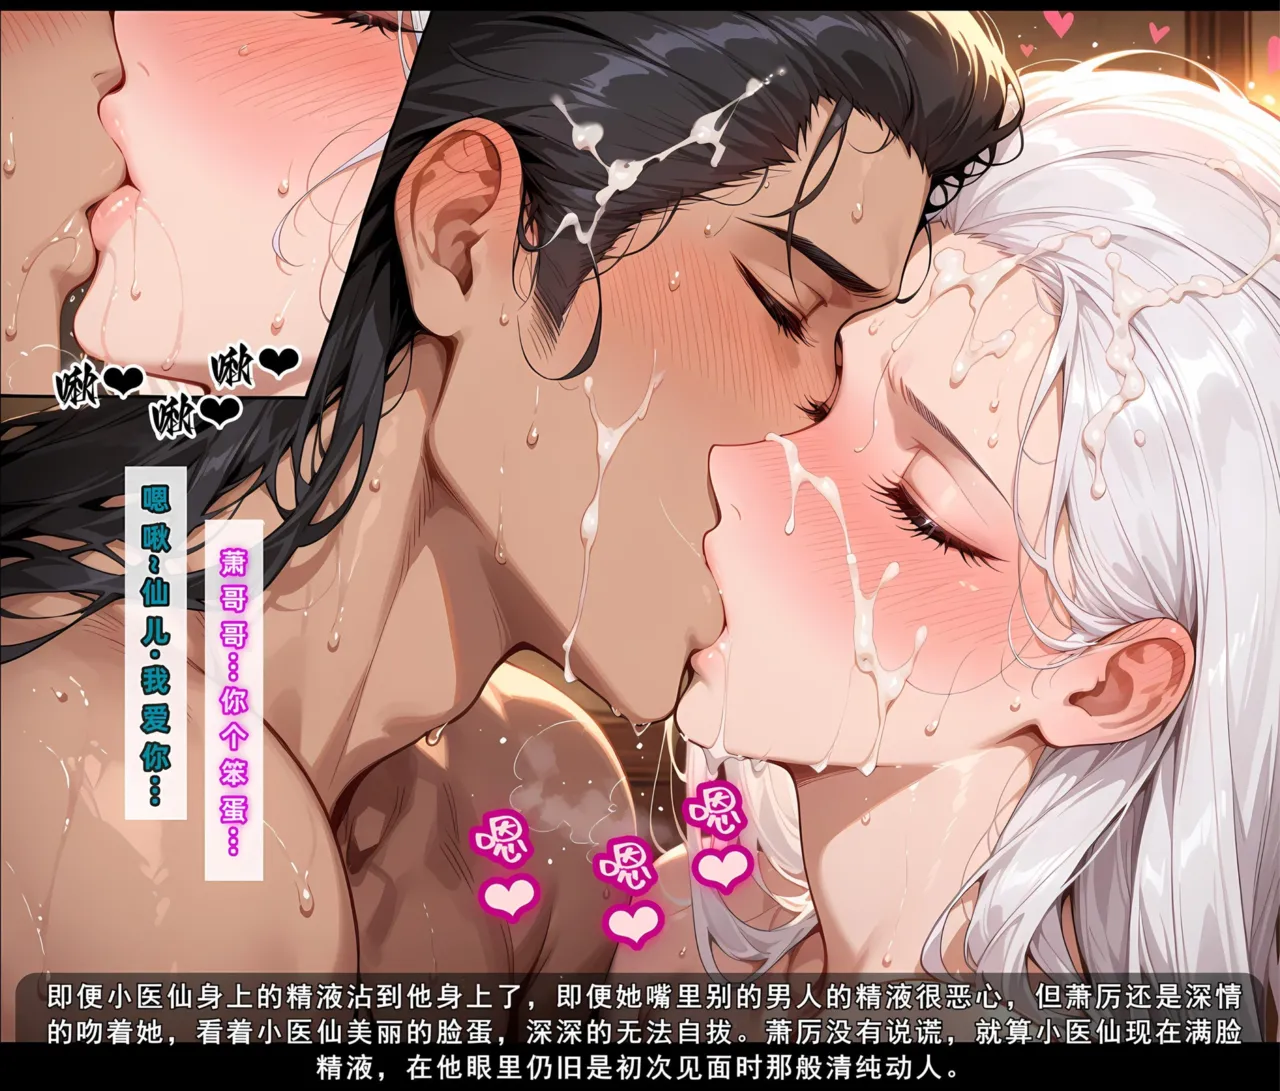 啾❤
啾❤
啾❤
嗯啾~仙儿·我爱你…
萧哥哥…你个笨蛋…
嗯❤
嗯❤
嗯❤
即便小医仙身上的精液沾到他身上了，即便她嘴里别的男人的精液很恶心，但萧厉还是深情
的吻着她，看着小医仙美丽的脸蛋，深深的无法自拔。萧厉没有说谎，就算小医仙现在满脸
精液，在他眼里仍旧是初次见面时那般清纯动人。